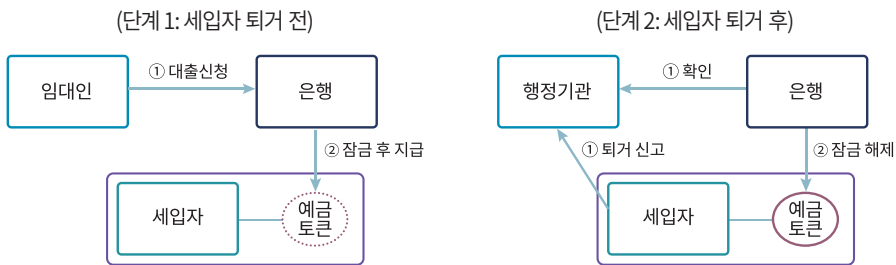 (단계 1: 세입자 퇴거 전)
임대인
① 대출신청
은행
② 잠금 후 지급
세입자
예금
토큰
(단계 2: 세입자 퇴거 후)
행정기관
① 확인
은행
① 퇴거 신고
② 잠금 해제
세입자
예금
토큰